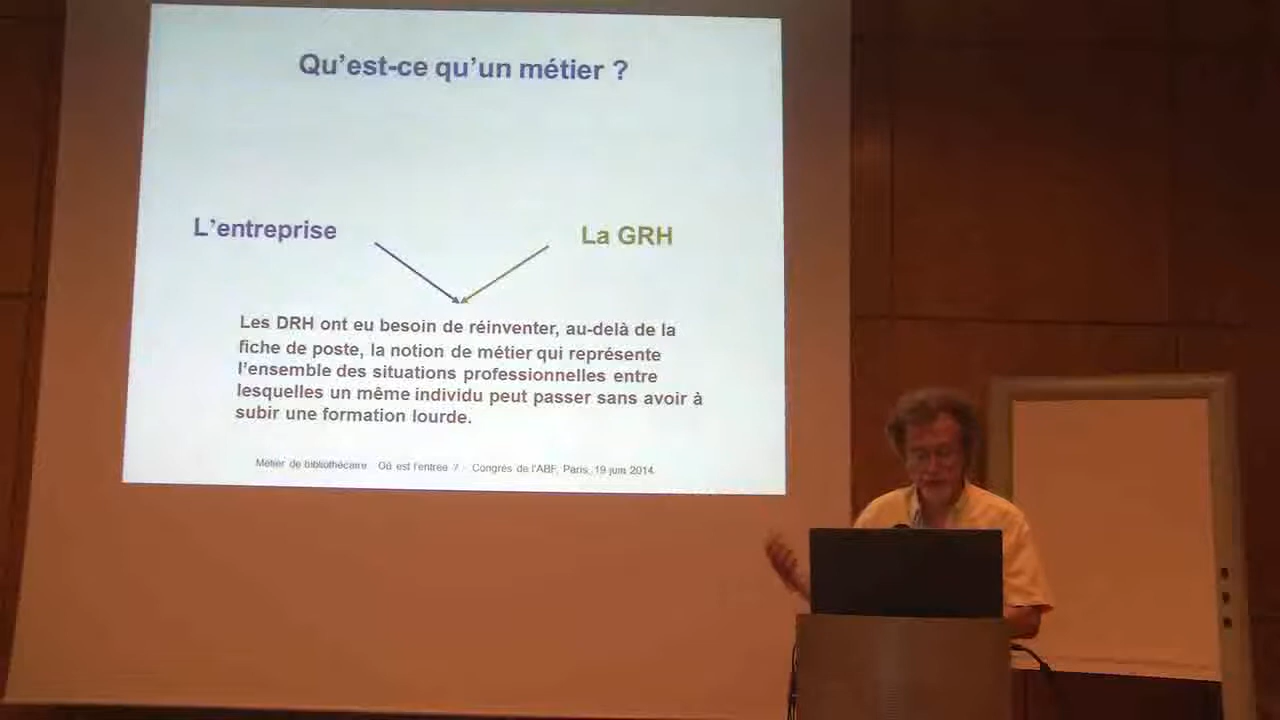 Qu'est-ce qu'un métier ?
L'entreprise
La GRH
Les DRH ont eu besoin de réinventer, au-delà de la
fiche de poste, la notion de métier qui représente
l'ensemble des situations professionnelles entre
lesquelles un même individu peut passer sans avoir à
subir une formation lourde.
Métier de bibliothécaire Où est l'entrée ? - Congrès de l'ABF, Paris, 19 juin 2014